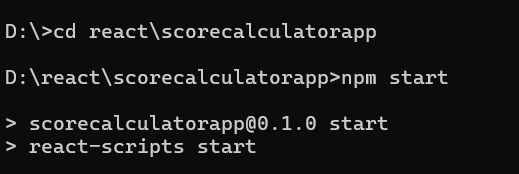 D:\>cd react\scorecalculatorapp
D:\react\scorecalculatorapp>npm start
> scorecalculatorapp@0.1.0 start
> react-scripts start